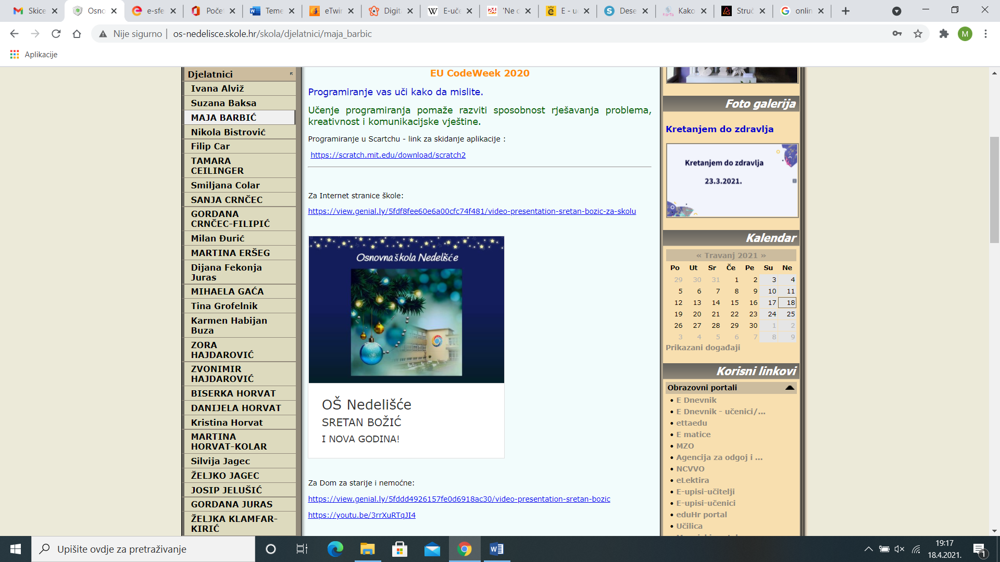 Skice
Osno
e-sfe
Počet
Teme
eTwin
Digita
E-uče
'Ne c
E - uč
Dese
Kako
Struč
onlin
Nije sigurno
os-nedelisce.skole.hr/skola/djelatnici/maja_barbic
M
Aplikacije
Djelatnici
Ivana Alviž
Suzana Baksa
MAJA BARBIĆ
Nikola Bistrović
Filip Car
TAMARA
CEILINGER
Smiljana Colar
SANJA CRNČEC
GORDANA
CRNČEC-FILIPIĆ
Milan Đurić
MARTINA ERŠEG
Dijana Fekonja
Juras
MIHAELA GAĆA
Tina Grofelnik
Karmen Habijan
Buza
ZORA
HAJDAROVIĆ
ZVONIMIR
HAJDAROVIĆ
BISERKA HORVAT
DANIJELA HORVAT
Kristina Horvat
MARTINA
HORVAT-KOLAR
Silvija Jagec
ŽELJKO JAGEC
JOSIP JELUŠIĆ
GORDANA JURAS
ŽELJKA KLAMFAR-
KIRIĆ
EU CodeWeek 2020
Programiranje vas uči kako da mislite.
Učenje programiranja pomaže razviti sposobnost rješavanja problema,
kreativnost i komunikacijske vještine.
Programiranje u Scartchu - link za skidanje aplikacije :
https://scratch.mit.edu/download/scratch2
Za Internet stranice škole:
https://view.genial.ly/5fdf8fee60e6a00cfc74f481/video-presentation-sretan-bozic-za-skolu
Osnovna škola Nedelišće
OŠ Nedelišće
SRETAN BOŽIĆ
I NOVA GODINA!
Za Dom za starije i nemoćne:
https://view.genial.ly/5fddd4926157fe0d6918ac30/video-presentation-sretan-bozic
https://youtu.be/3rrXuRTqJI4
Foto galerija
Kretanjem do zdravlja
Kretanjem do zdravlja
23.3.2021.
Kalendar
« Travanj 2021 »
Po Ut Sr Če Pe Su Ne
29 30 31 1 2 3 4
5 6 7 8 9 10 11
12 13 14 15 16 17 18
19 20 21 22 23 24 25
26 27 28 29 30 1 2
3 4 5 6 7 8 9
Prikazani događaji
Korisni linkovi
Obrazovni portali
• E Dnevnik
• E Dnevnik - učenici/...
• ettaedu
• E matice
• MZO
• Agencija za odgoj i ...
• NCVVO
• eLektira
• E-upisi-učitelji
• E-upisi-učenici
• eduHr portal
• Učilica
Upišite ovdje za pretraživanje
19:17
18.4.2021.
1